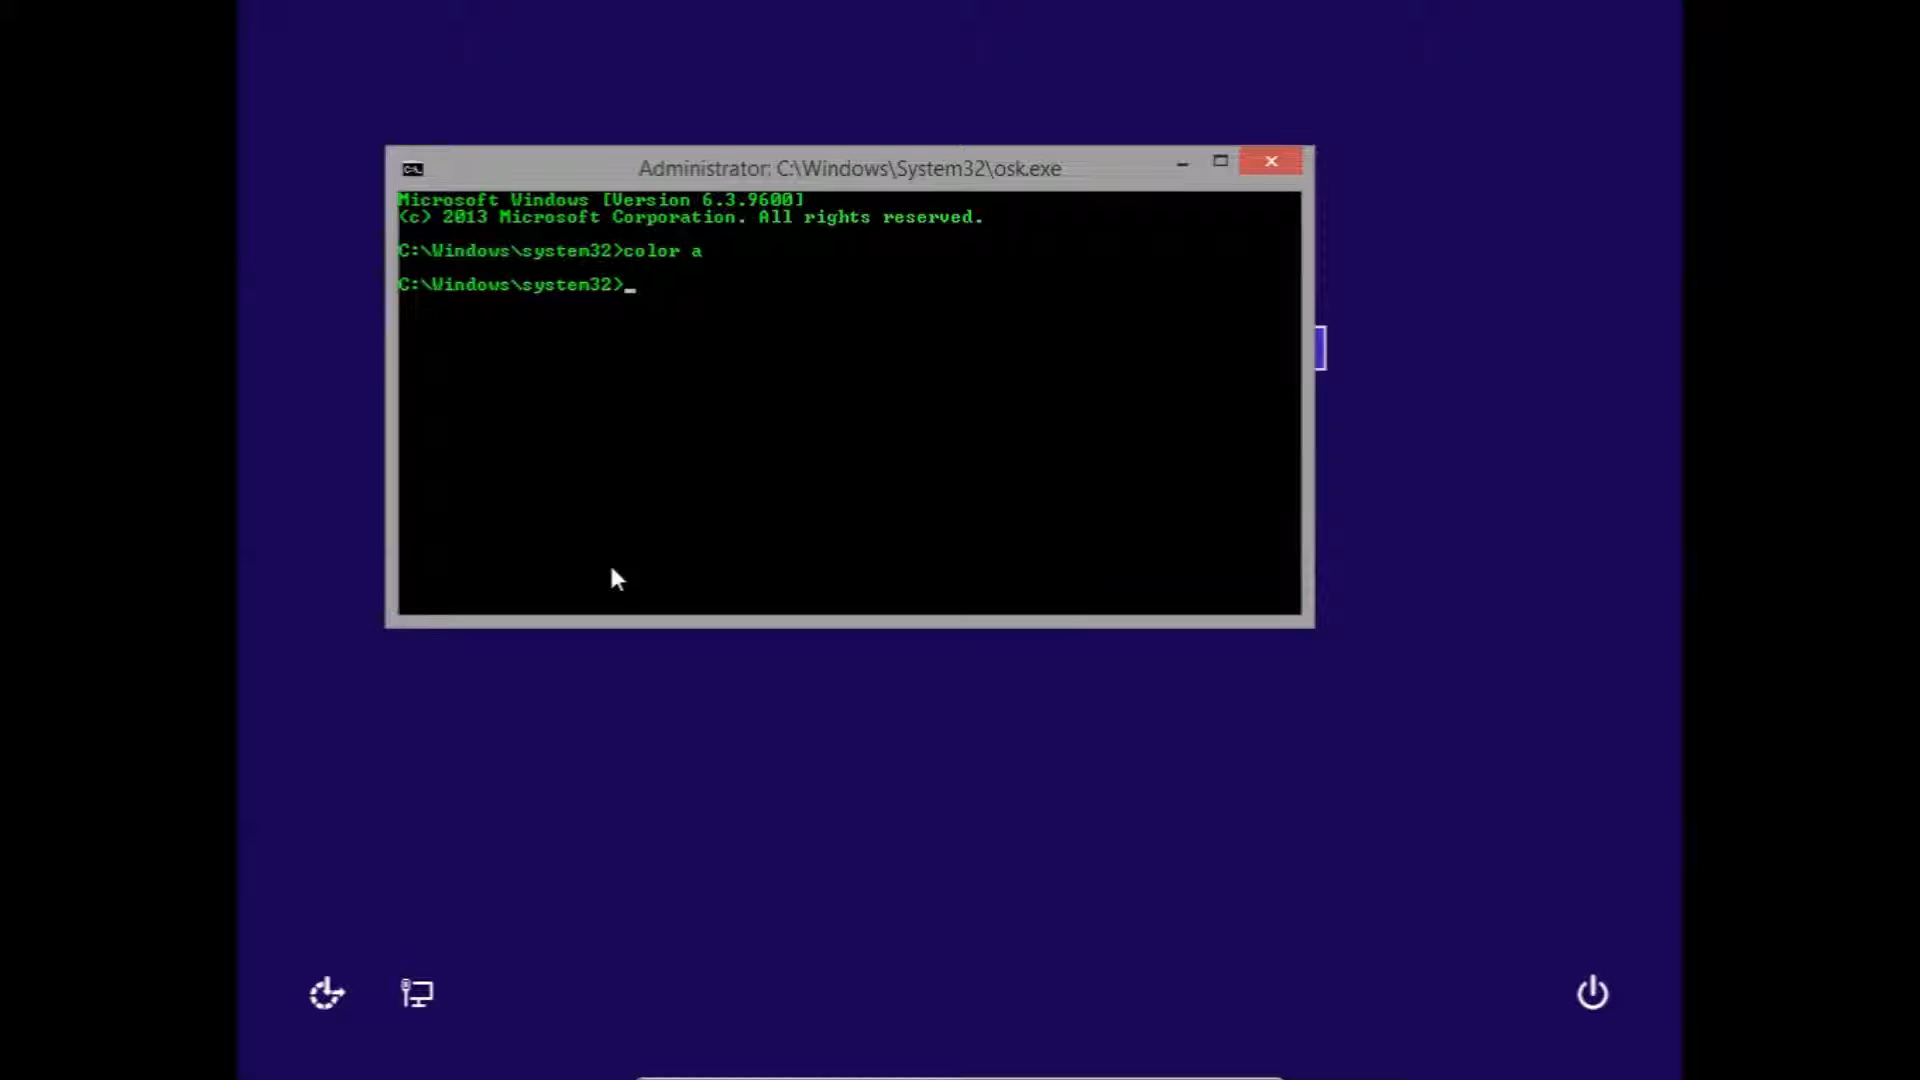 Administrator: C:\Windows\System32\osk.exe
Microsoft Windows [Version 6.3.9600]
(c) 2013 Microsoft Corporation. All rights reserved.
C:\Windows\system32>color a
C:\Windows\system32>_